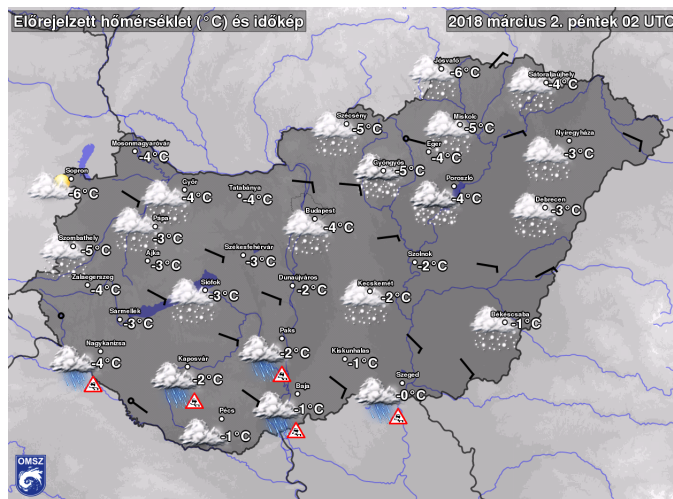 Előrejelzett hőmérséklet (°C) és időkép
2018 március 2. péntek 02 UTC
Jósvafő
-6°C
Sátoraljaújhely
-4°C
Szécsény
-5°C
Miskolc
-5°C
Nyíregyháza
-3°C
Eger
-4°C
Mosonmagyaróvár
-4°C
Gyöngyös
-5°C
Sopron
-6°C
Győr
-4°C
Tatabánya
-4°C
Poroszló
-4°C
Debrecen
-3°C
Budapest
-4°C
Pápa
-3°C
Szombathely
-5°C
Ajka
-3°C
Székesfehérvár
-3°C
Szolnok
-2°C
Zalaegerszeg
-4°C
Siófok
-3°C
Dunaújváros
-2°C
Kecskemét
-2°C
Sármellék
-3°C
Békéscsaba
-1°C
Nagykanizsa
-4°C
Paks
-2°C
Kiskunhalas
-1°C
Kaposvár
-2°C
Baja
-1°C
Szeged
-0°C
Pécs
-1°C
OMSZ